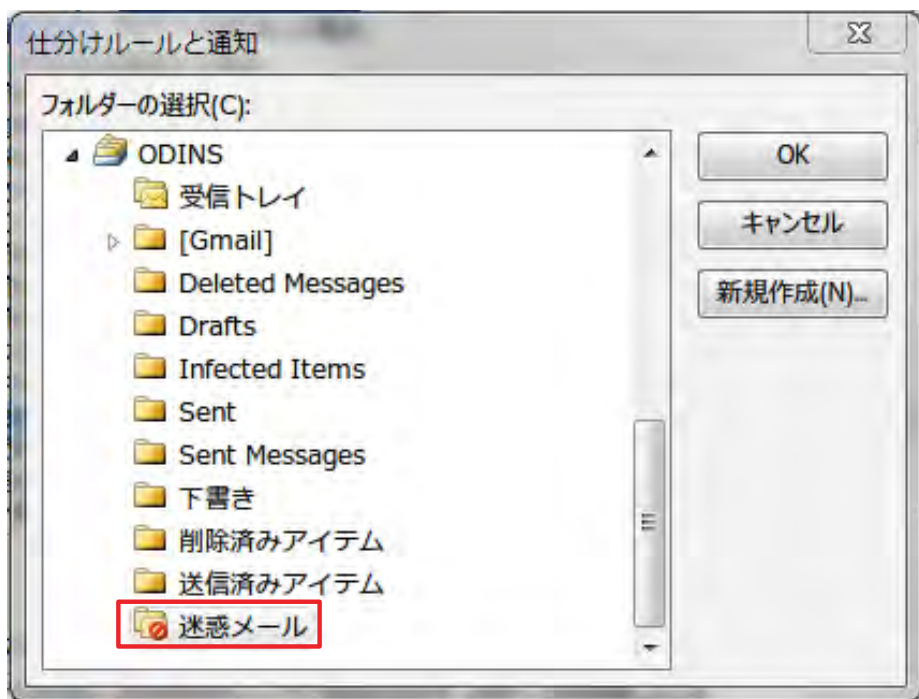 仕分けルールと通知
フォルダーの選択(C):
ODINS
受信トレイ
[Gmail]
Deleted Messages
Drafts
Infected Items
Sent
Sent Messages
下書き
削除済みアイテム
送信済みアイテム
迷惑メール
OK
キャンセル
新規作成(N)...